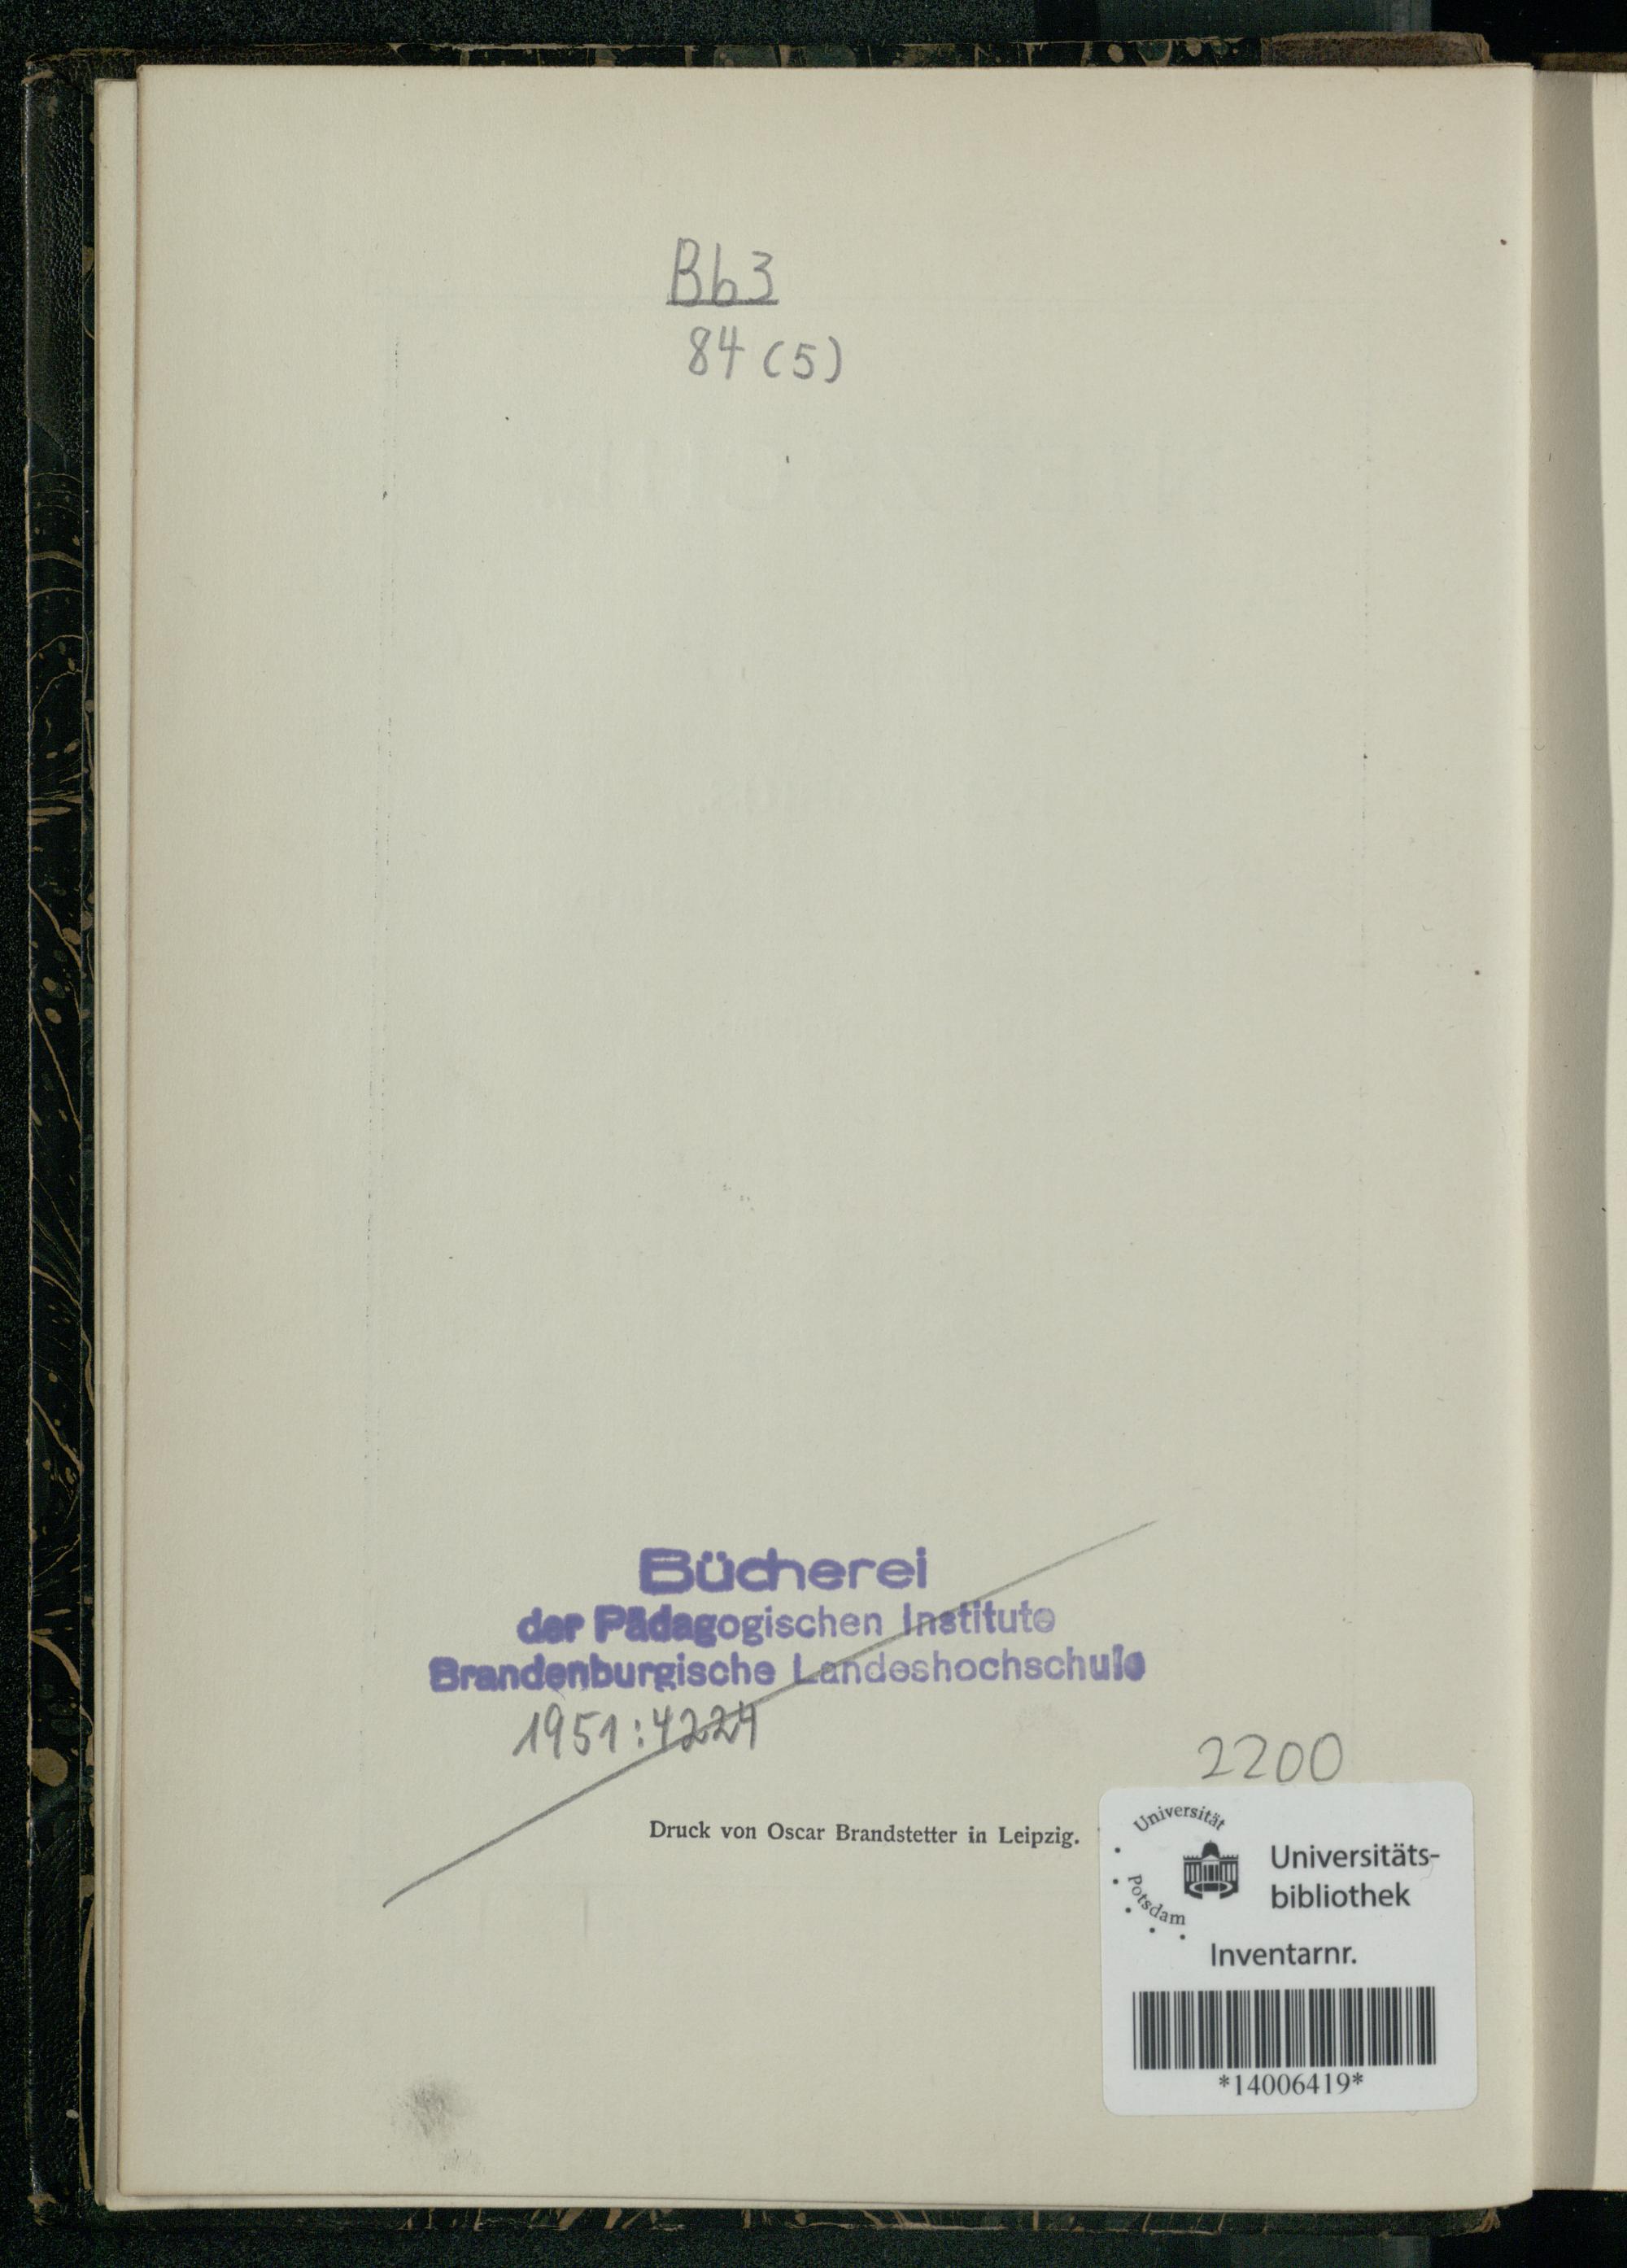 Bb3
84 (5)
Bücherei
der Pädagogischen Institute
Brandenburgische Landeshochschule
1951:4224
2200
Druck von Oscar Brandstetter in Leipzig.
Universität
Potsdam
Universitäts-
bibliothek
Inventarnr.
*14006419*